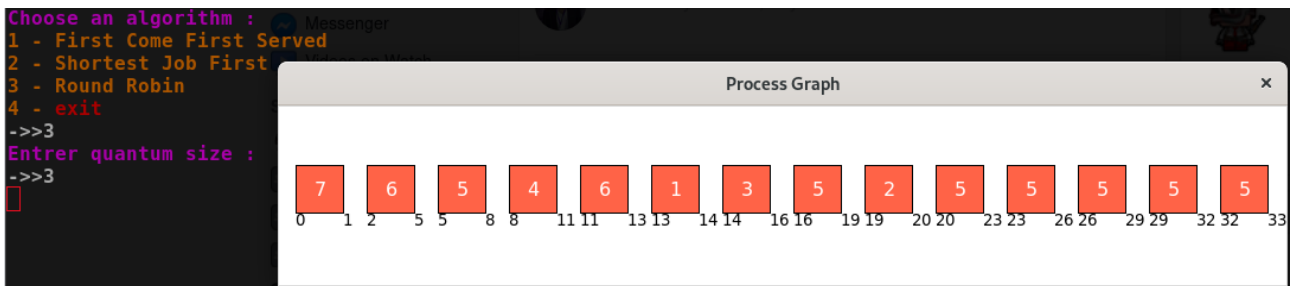 Choose an algorithm :
Messenger
1 - First Come First Served
2 - Shortest Job First
Videos on Watch
Process Graph ×
3 - Round Robin
4 - exit
->>3
Entrer quantum size :
->>3
7 6 5 4 6 1 3 5 2 5 5 5 5 5
0 1 2 5 5 8 8 11 11 13 13 14 14 16 16 19 19 20 20 23 23 26 26 29 29 32 32 33